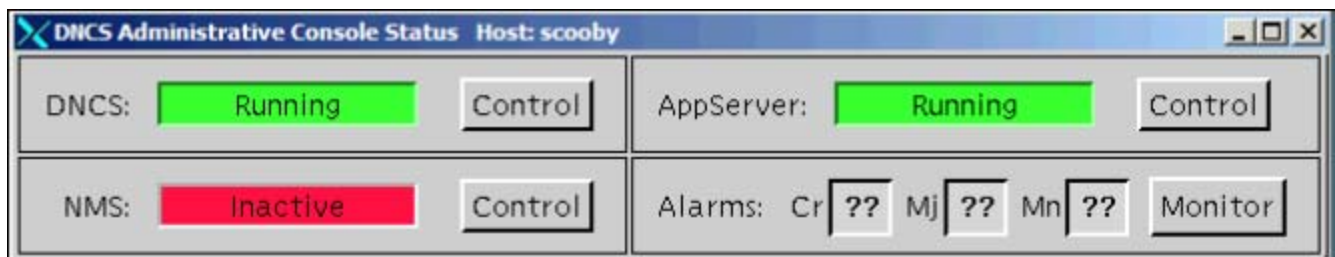 DNCS Administrative Console Status Host: scooby
DNCS: Running Control AppServer: Running Control
NMS: Inactive Control Alarms: Cr ?? Mj ?? Mn ?? Monitor